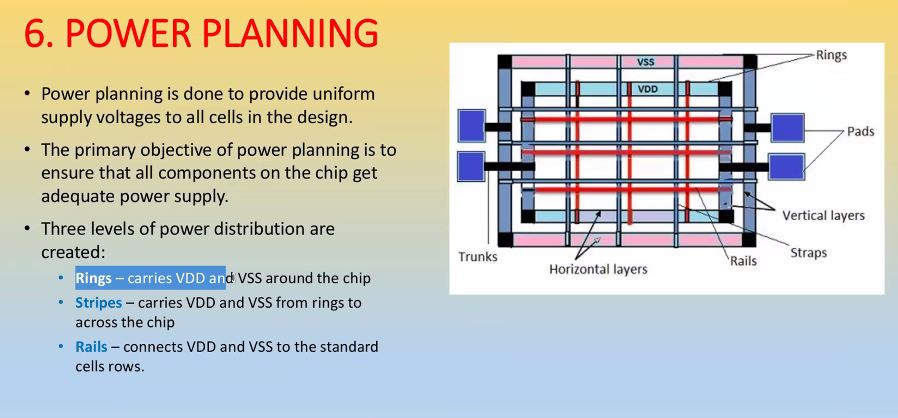 6. POWER PLANNING
• Power planning is done to provide uniform
supply voltages to all cells in the design.
• The primary objective of power planning is to
ensure that all components on the chip get
adequate power supply.
• Three levels of power distribution are
created:
• Rings – carries VDD and VSS around the chip
• Stripes – carries VDD and VSS from rings to
across the chip
• Rails – connects VDD and VSS to the standard
cells rows.
VSS
Rings
VDD
Pads
Vertical layers
Trunks
Straps
Rails
Horizontal layers